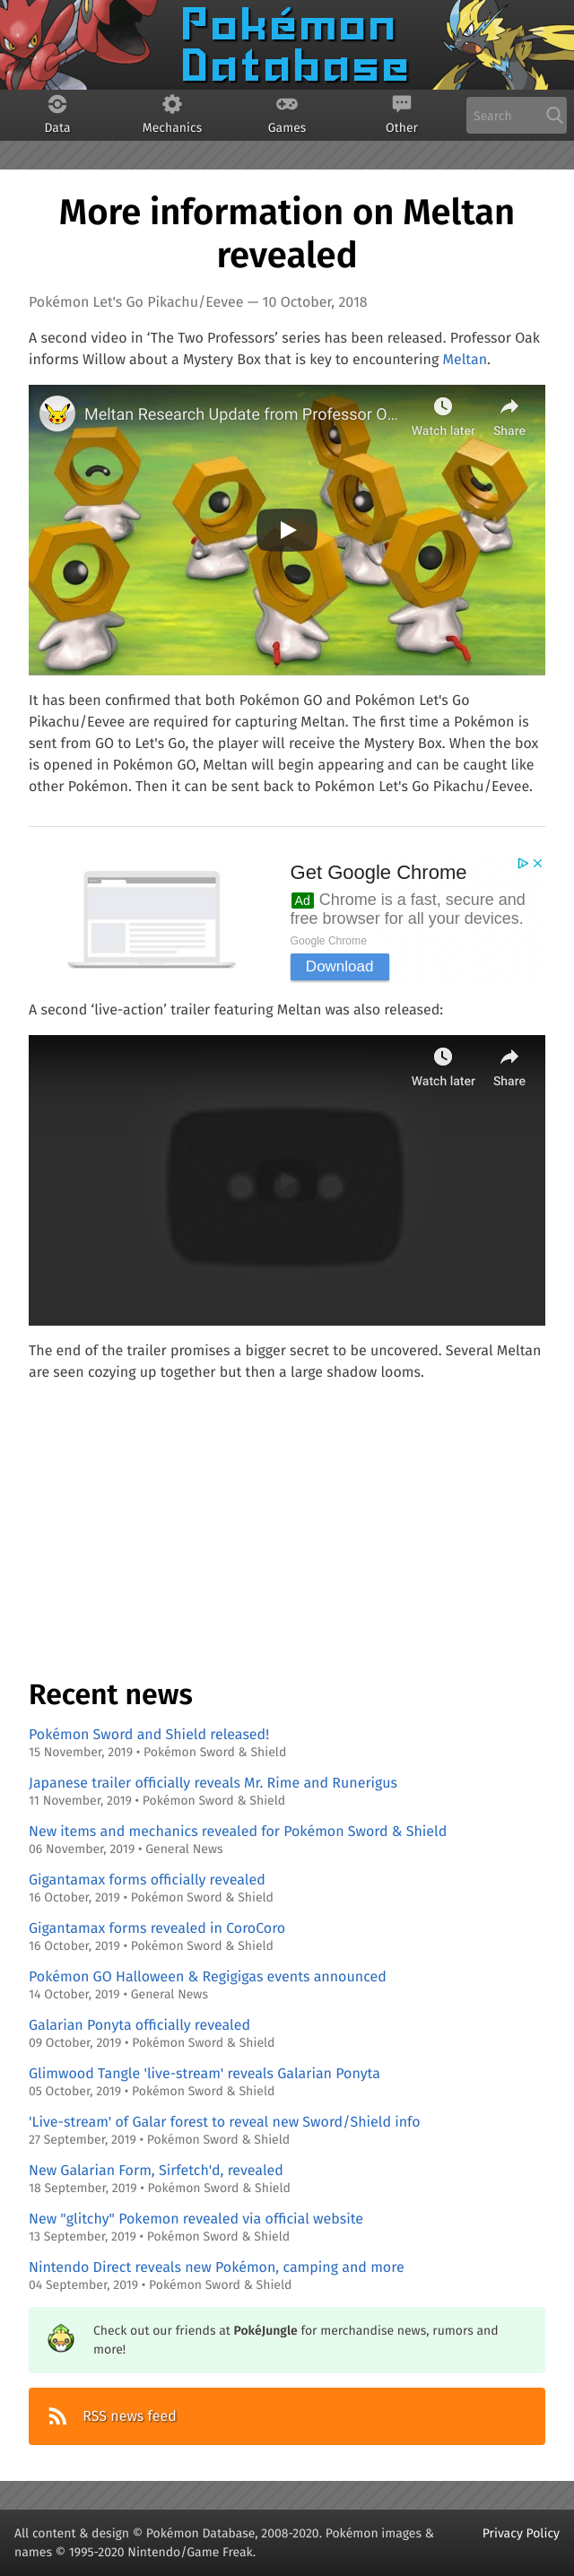 Pokémon
Database
Data
Mechanics
Games
Other
Search
More information on Meltan
revealed
Pokémon Let's Go Pikachu/Eevee — 10 October, 2018
A second video in ‘The Two Professors’ series has been released. Professor Oak
informs Willow about a Mystery Box that is key to encountering Meltan.
Meltan Research Update from Professor O...
Watch later
Share
It has been confirmed that both Pokémon GO and Pokémon Let's Go
Pikachu/Eevee are required for capturing Meltan. The first time a Pokémon is
sent from GO to Let's Go, the player will receive the Mystery Box. When the box
is opened in Pokémon GO, Meltan will begin appearing and can be caught like
other Pokémon. Then it can be sent back to Pokémon Let's Go Pikachu/Eevee.
Get Google Chrome
Ad Chrome is a fast, secure and
free browser for all your devices.
Google Chrome
Download
A second ‘live-action’ trailer featuring Meltan was also released:
Watch later
Share
The end of the trailer promises a bigger secret to be uncovered. Several Meltan
are seen cozying up together but then a large shadow looms.
Recent news
Pokémon Sword and Shield released!
15 November, 2019 • Pokémon Sword & Shield
Japanese trailer officially reveals Mr. Rime and Runerigus
11 November, 2019 • Pokémon Sword & Shield
New items and mechanics revealed for Pokémon Sword & Shield
06 November, 2019 • General News
Gigantamax forms officially revealed
16 October, 2019 • Pokémon Sword & Shield
Gigantamax forms revealed in CoroCoro
16 October, 2019 • Pokémon Sword & Shield
Pokémon GO Halloween & Regigigas events announced
14 October, 2019 • General News
Galarian Ponyta officially revealed
09 October, 2019 • Pokémon Sword & Shield
Glimwood Tangle 'live-stream' reveals Galarian Ponyta
05 October, 2019 • Pokémon Sword & Shield
'Live-stream' of Galar forest to reveal new Sword/Shield info
27 September, 2019 • Pokémon Sword & Shield
New Galarian Form, Sirfetch'd, revealed
18 September, 2019 • Pokémon Sword & Shield
New "glitchy" Pokemon revealed via official website
13 September, 2019 • Pokémon Sword & Shield
Nintendo Direct reveals new Pokémon, camping and more
04 September, 2019 • Pokémon Sword & Shield
Check out our friends at PokéJungle for merchandise news, rumors and
more!
RSS news feed
All content & design © Pokémon Database, 2008-2020. Pokémon images &
names © 1995-2020 Nintendo/Game Freak.
Privacy Policy